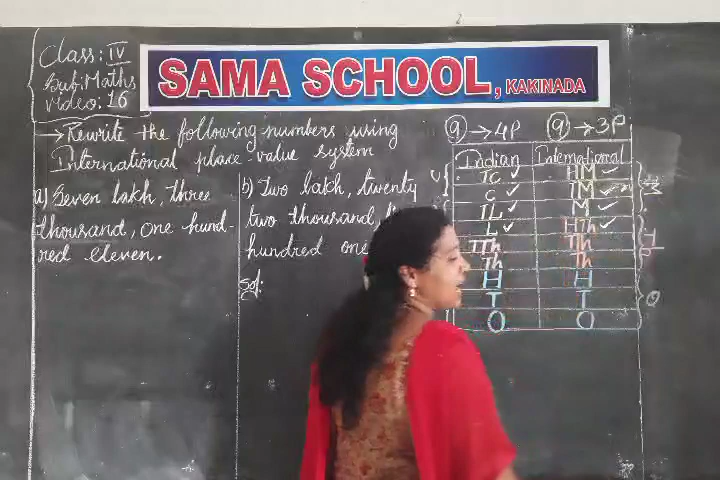 Class: IV
Sub: Maths
Video: 16
SAMA SCHOOL, KAKINADA
→ Rewrite the following numbers using
International place-value system
a) Seven lakh, three
thousand, one hund-
red eleven.
b) Two lakh, twenty
two thousand,
hundred one
Sol:
9 → 4P
9 → 3P
Indian International
TC ✓ HM ✓
C ✓ TM ✓
TL ✓ M ✓
L ✓ HTh ✓
TTh TTh
Th Th
H H
T T
O O